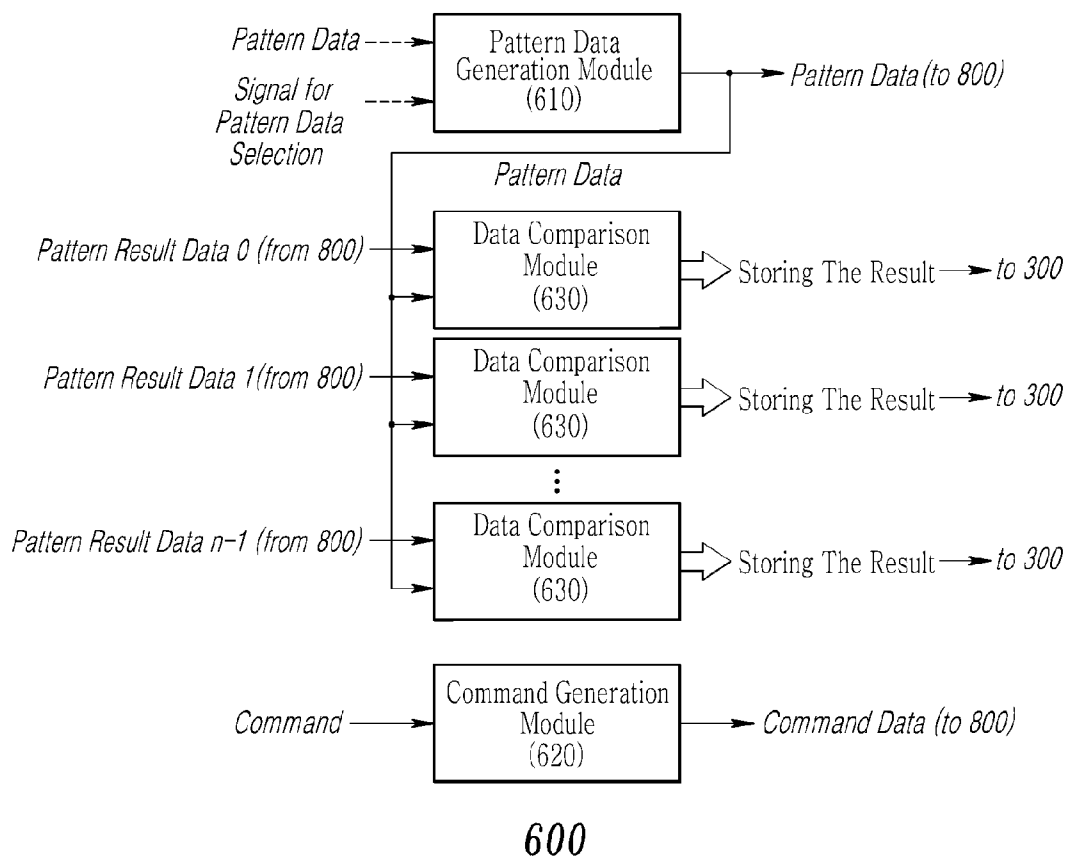 Pattern Data
Signal for
Pattern Data
Selection
Pattern Data
Generation Module
(610)
Pattern Data (to 800)
Pattern Data
Pattern Result Data 0 (from 800)
Data Comparison
Module
(630)
Storing The Result
to 300
Pattern Result Data 1(from 800)
Data Comparison
Module
(630)
Storing The Result
to 300
⋮
Pattern Result Data n-1 (from 800)
Data Comparison
Module
(630)
Storing The Result
to 300
Command
Command Generation
Module
(620)
Command Data (to 800)
600